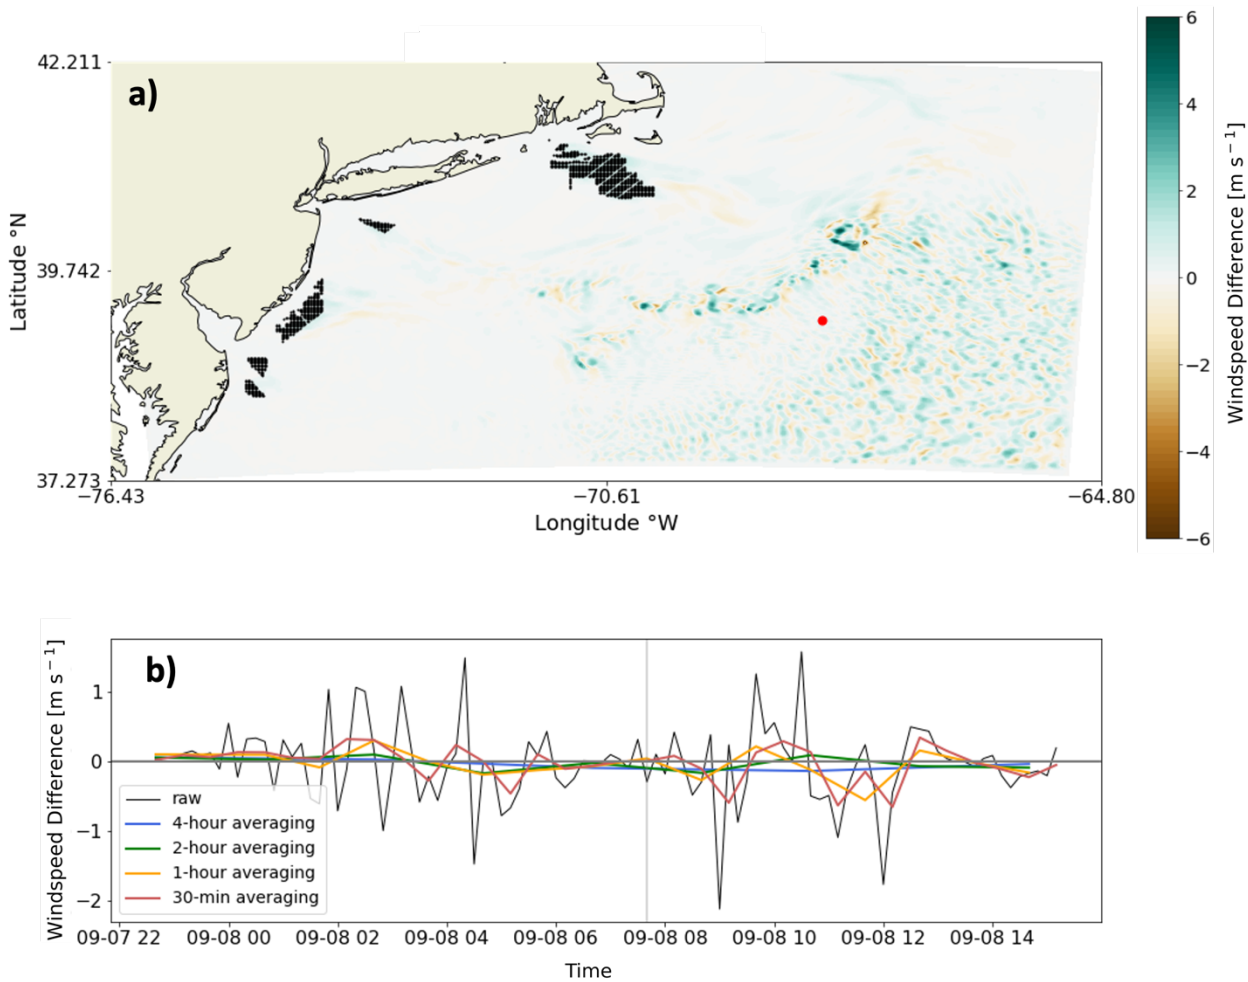 a)
42.211
39.742
37.273
Latitude °N
−76.43
−70.61
−64.80
Longitude °W
6
4
2
0
−2
−4
−6
Windspeed Difference [m s⁻¹]
b)
1
0
−1
−2
Windspeed Difference [m s⁻¹]
raw
4-hour averaging
2-hour averaging
1-hour averaging
30-min averaging
09-07 22
09-08 00
09-08 02
09-08 04
09-08 06
09-08 08
09-08 10
09-08 12
09-08 14
Time